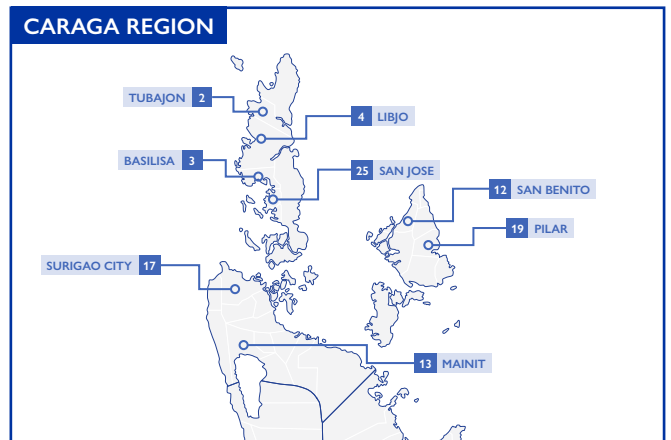 CARAGA REGION
TUBAJON 2
4 LIBJO
BASILISA 3
25 SAN JOSE
12 SAN BENITO
19 PILAR
SURIGAO CITY 17
13 MAINIT